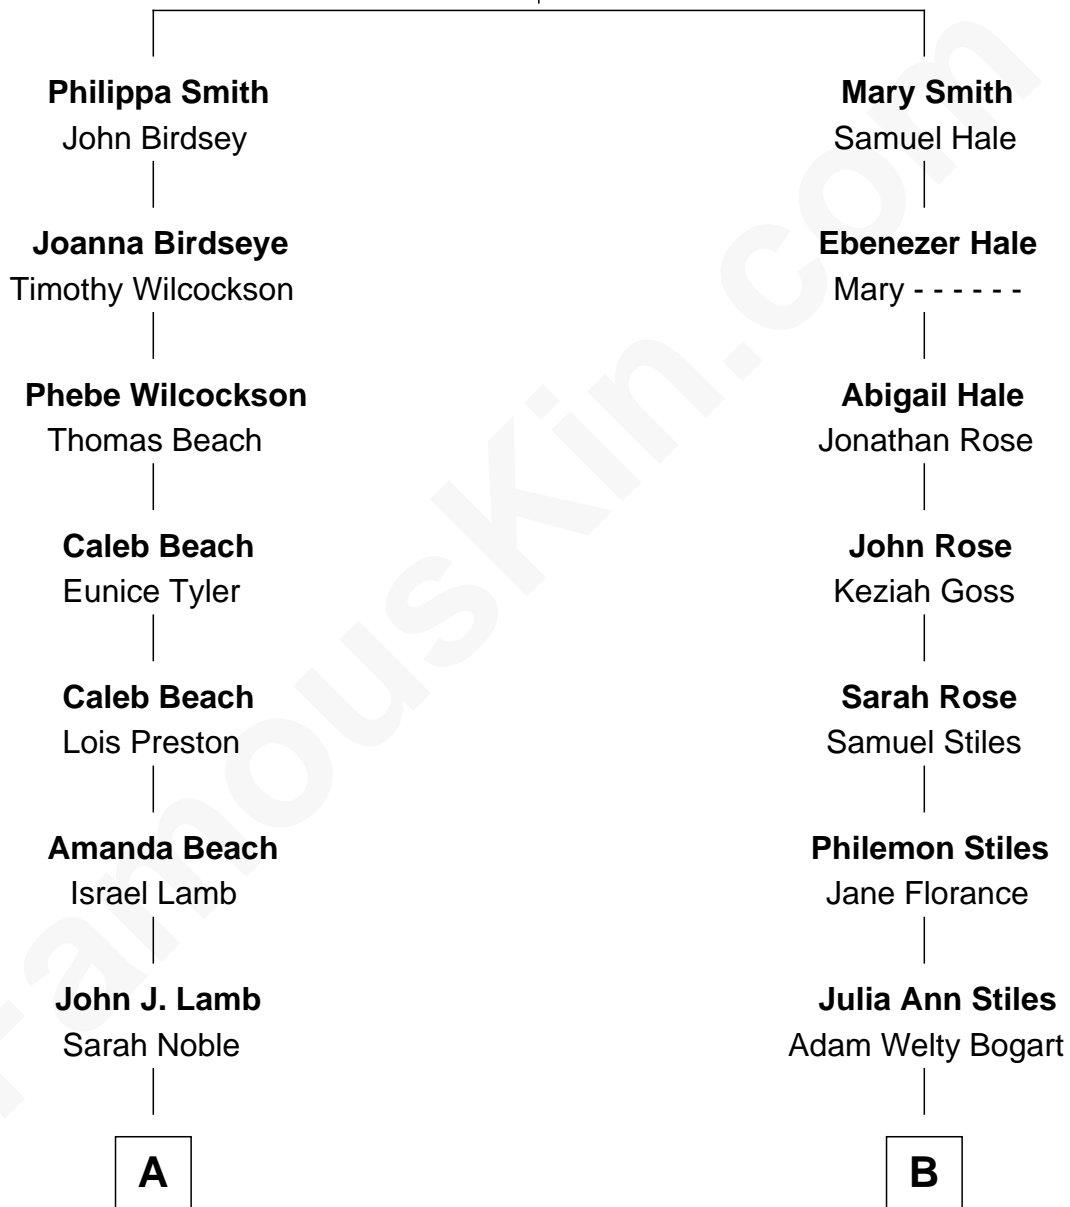 Philippa Smith
John Birdsey
Mary Smith
Samuel Hale
Joanna Birdseye
Timothy Wilcockson
Ebenezer Hale
Mary - - - - - -
Phebe Wilcockson
Thomas Beach
Abigail Hale
Jonathan Rose
Caleb Beach
Eunice Tyler
John Rose
Keziah Goss
Caleb Beach
Lois Preston
Sarah Rose
Samuel Stiles
Amanda Beach
Israel Lamb
Philemon Stiles
Jane Florance
John J. Lamb
Sarah Noble
Julia Ann Stiles
Adam Welty Bogart
A
B
FamousKin.com